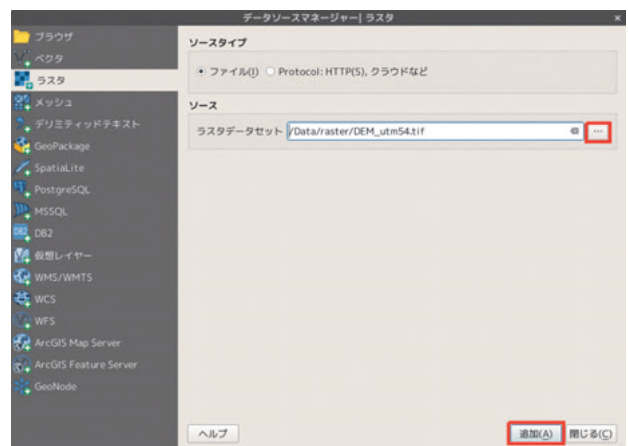 データソースマネージャー| ラスタ
ブラウザ
ベクタ
ラスタ
メッシュ
デリミティッドテキスト
GeoPackage
SpatiaLite
PostgreSQL
MSSQL
DB2
仮想レイヤー
WMS/WMTS
WCS
WFS
ArcGIS Map Server
ArcGIS Feature Server
GeoNode
ソースタイプ
ファイル(I) Protocol: HTTP(S), クラウドなど
ソース
ラスタデータセット /Data/raster/DEM_utm54.tif ...
ヘルプ 追加(A) 閉じる(C)